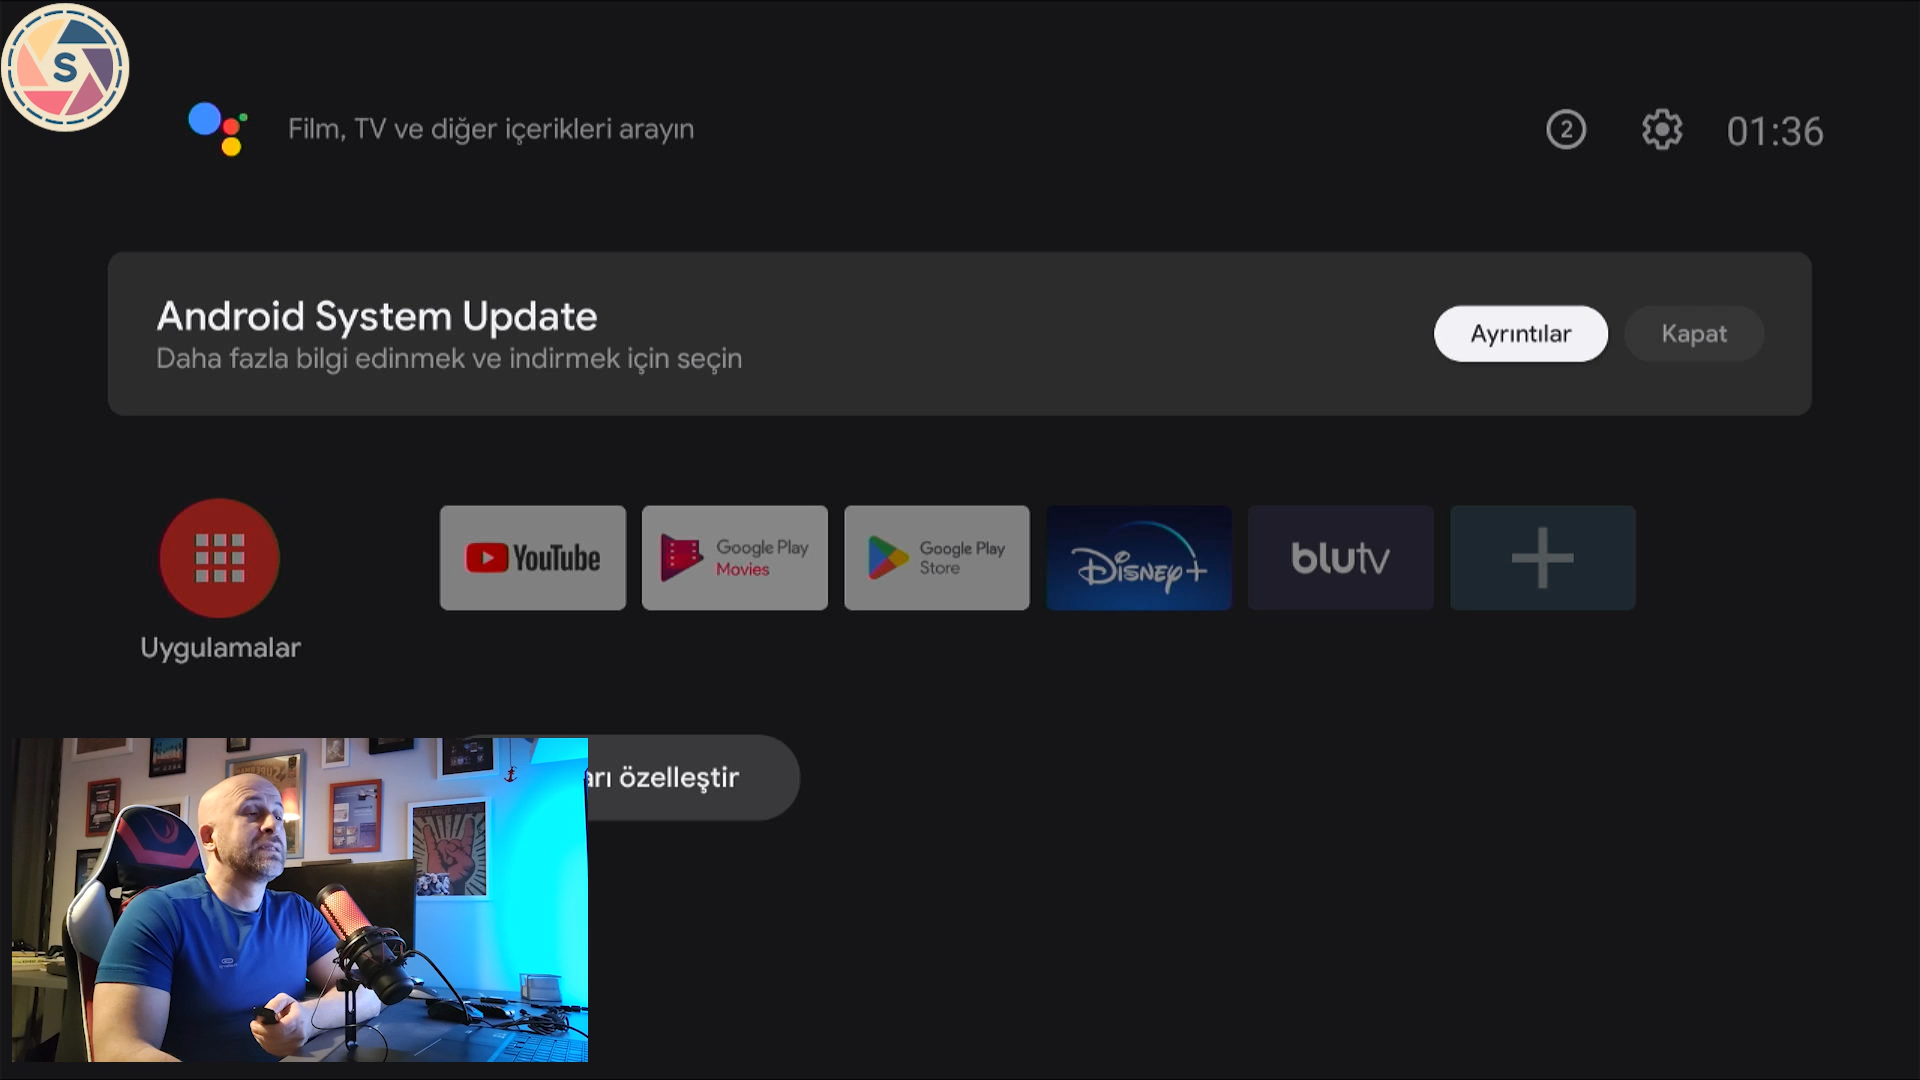 S
Film, TV ve diğer içerikleri arayın
2
01:36
Android System Update
Daha fazla bilgi edinmek ve indirmek için seçin
Ayrıntılar
Kapat
YouTube
Google Play
Movies
Google Play
Store
Disney+
blutv
Uygulamalar
arı özelleştir